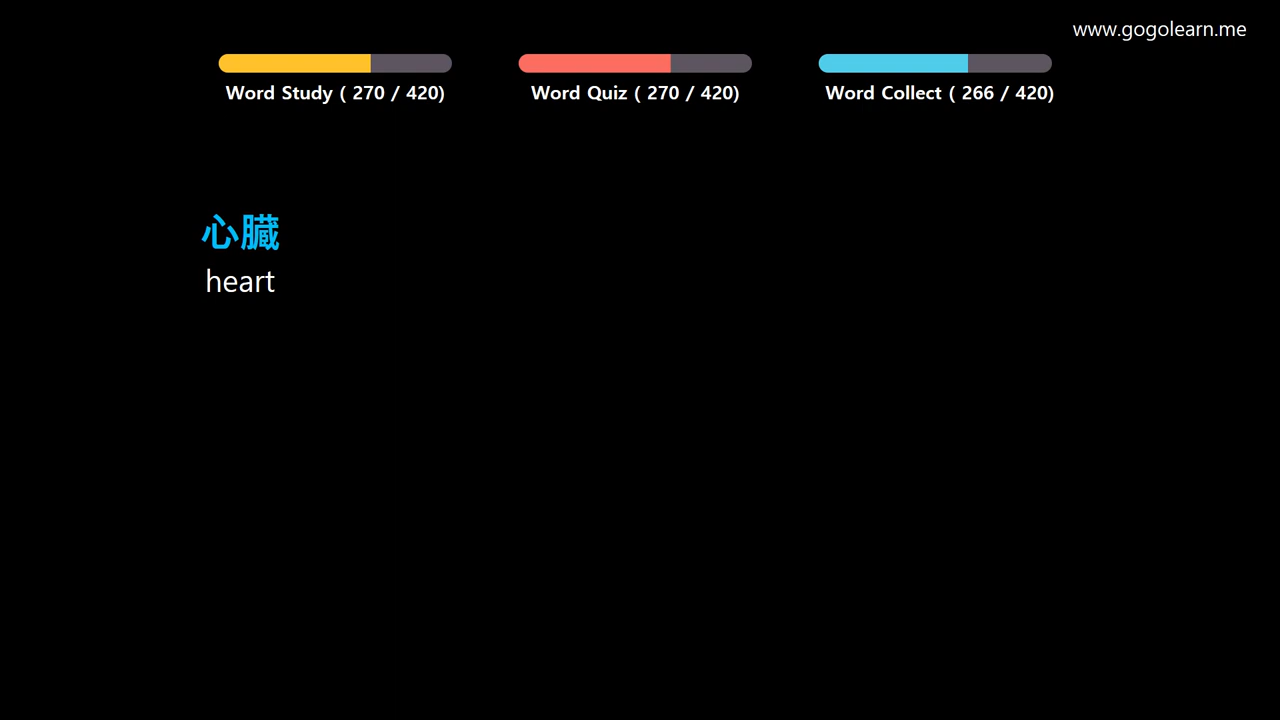 www.gogolearn.me
Word Study ( 270 / 420)
Word Quiz ( 270 / 420)
Word Collect ( 266 / 420)
心臓
heart